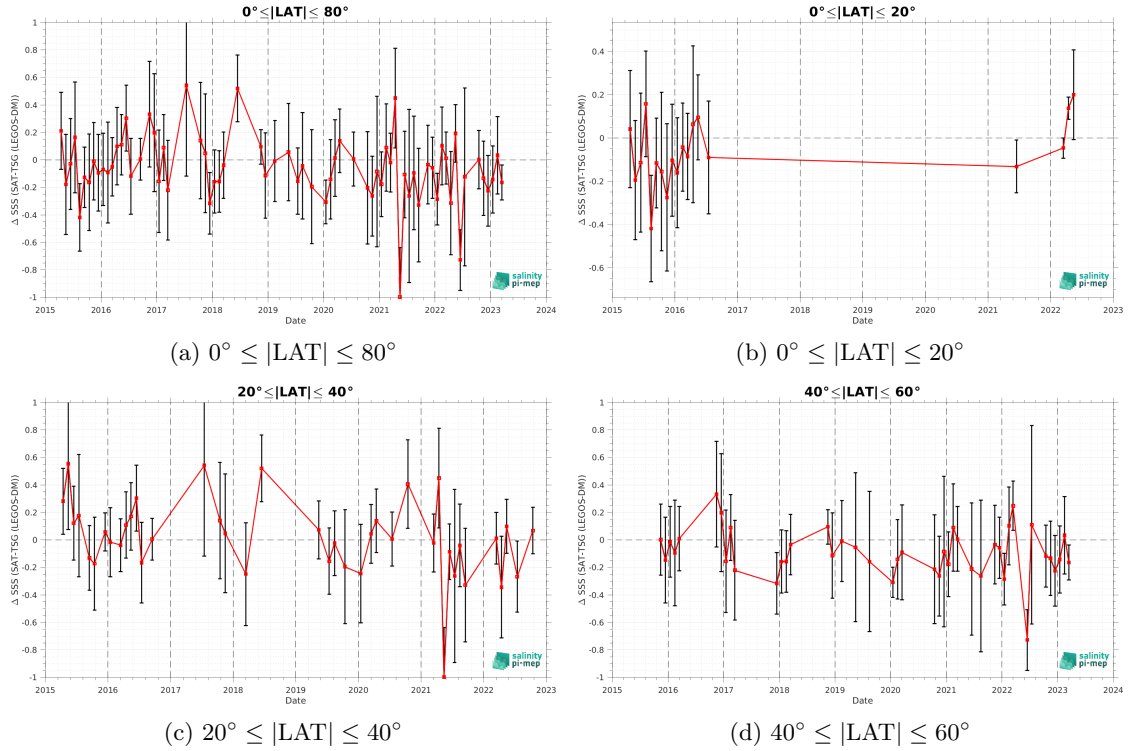 0°≤|LAT|≤ 80°
Δ SSS (SAT-TSG (LEGOS-DM))
1
0.8
0.6
0.4
0.2
0
-0.2
-0.4
-0.6
-0.8
-1
2015 2016 2017 2018 2019 2020 2021 2022 2023 2024
Date
salinity
pi-mep
(a) 0° ≤ |LAT| ≤ 80°
0°≤|LAT|≤ 20°
Δ SSS (SAT-TSG (LEGOS-DM))
0.4
0.2
0
-0.2
-0.4
-0.6
2015 2016 2017 2018 2019 2020 2021 2022 2023
Date
salinity
pi-mep
(b) 0° ≤ |LAT| ≤ 20°
20°≤|LAT|≤ 40°
Δ SSS (SAT-TSG (LEGOS-DM))
1
0.8
0.6
0.4
0.2
0
-0.2
-0.4
-0.6
-0.8
-1
2015 2016 2017 2018 2019 2020 2021 2022 2023
Date
salinity
pi-mep
(c) 20° ≤ |LAT| ≤ 40°
40°≤|LAT|≤ 60°
Δ SSS (SAT-TSG (LEGOS-DM))
1
0.8
0.6
0.4
0.2
0
-0.2
-0.4
-0.6
-0.8
-1
2015 2016 2017 2018 2019 2020 2021 2022 2023 2024
Date
salinity
pi-mep
(d) 40° ≤ |LAT| ≤ 60°